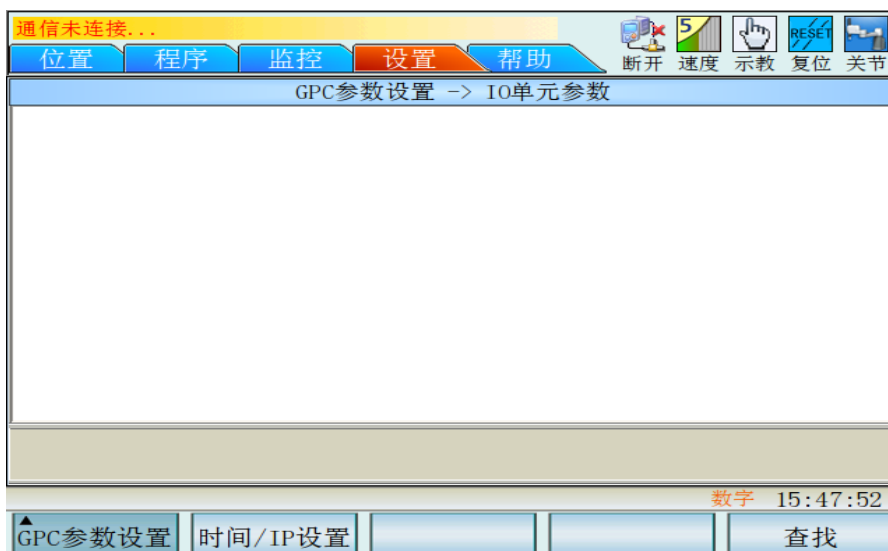 通信未连接...
位置 程序 监控 设置 帮助
5 RESET
断开 速度 示教 复位 关节
GPC参数设置 -> IO单元参数
数字 15:47:52
GPC参数设置 时间/IP设置 查找